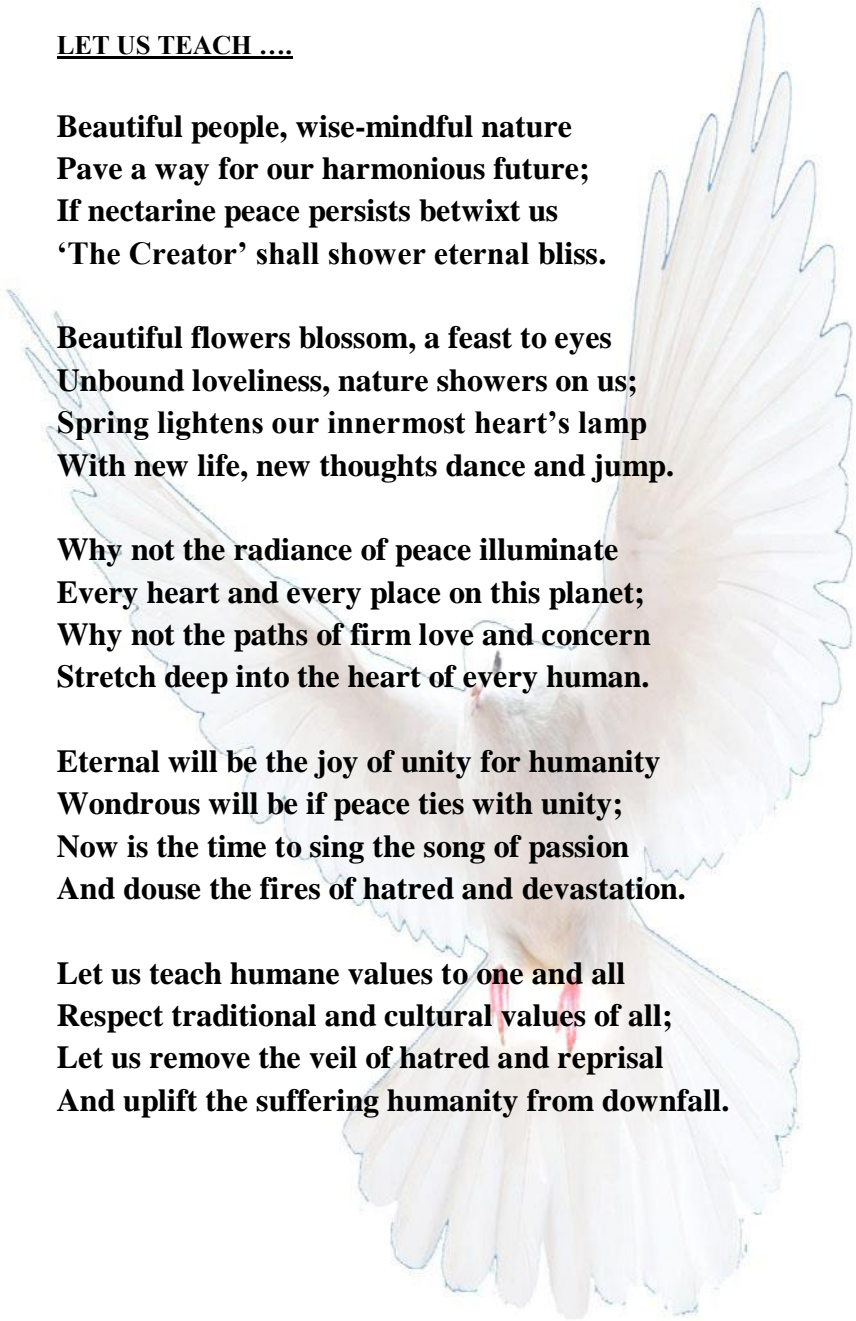 LET US TEACH ….
Beautiful people, wise-mindful nature
Pave a way for our harmonious future;
If nectarine peace persists betwixt us
‘The Creator’ shall shower eternal bliss.
Beautiful flowers blossom, a feast to eyes
Unbound loveliness, nature showers on us;
Spring lightens our innermost heart’s lamp
With new life, new thoughts dance and jump.
Why not the radiance of peace illuminate
Every heart and every place on this planet;
Why not the paths of firm love and concern
Stretch deep into the heart of every human.
Eternal will be the joy of unity for humanity
Wondrous will be if peace ties with unity;
Now is the time to sing the song of passion
And douse the fires of hatred and devastation.
Let us teach humane values to one and all
Respect traditional and cultural values of all;
Let us remove the veil of hatred and reprisal
And uplift the suffering humanity from downfall.